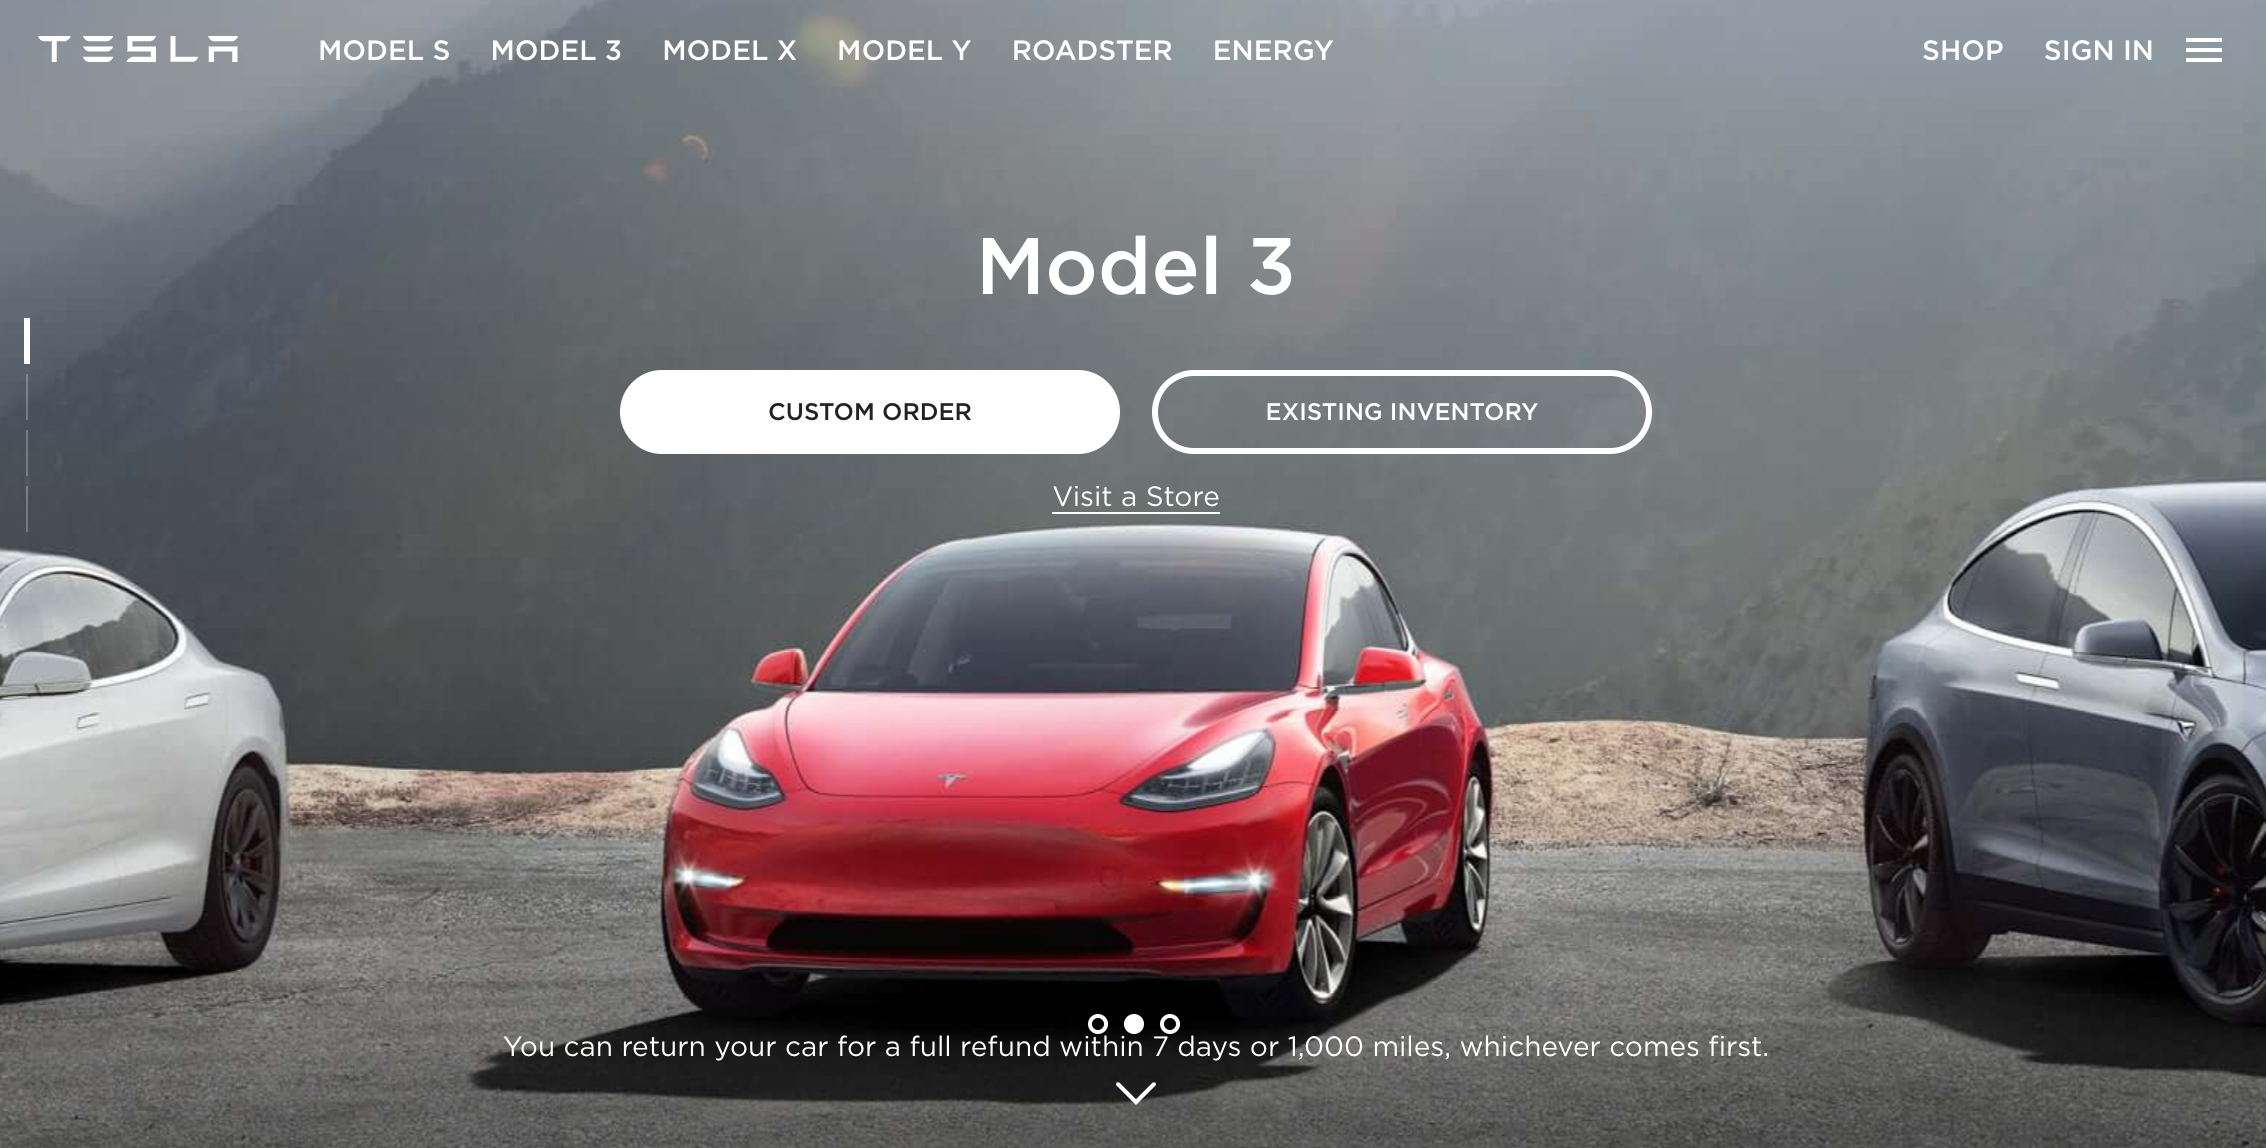 TESLA MODEL S MODEL 3 MODEL X MODEL Y ROADSTER ENERGY SHOP SIGN IN
Model 3
CUSTOM ORDER EXISTING INVENTORY
Visit a Store
You can return your car for a full refund within 7 days or 1,000 miles, whichever comes first.